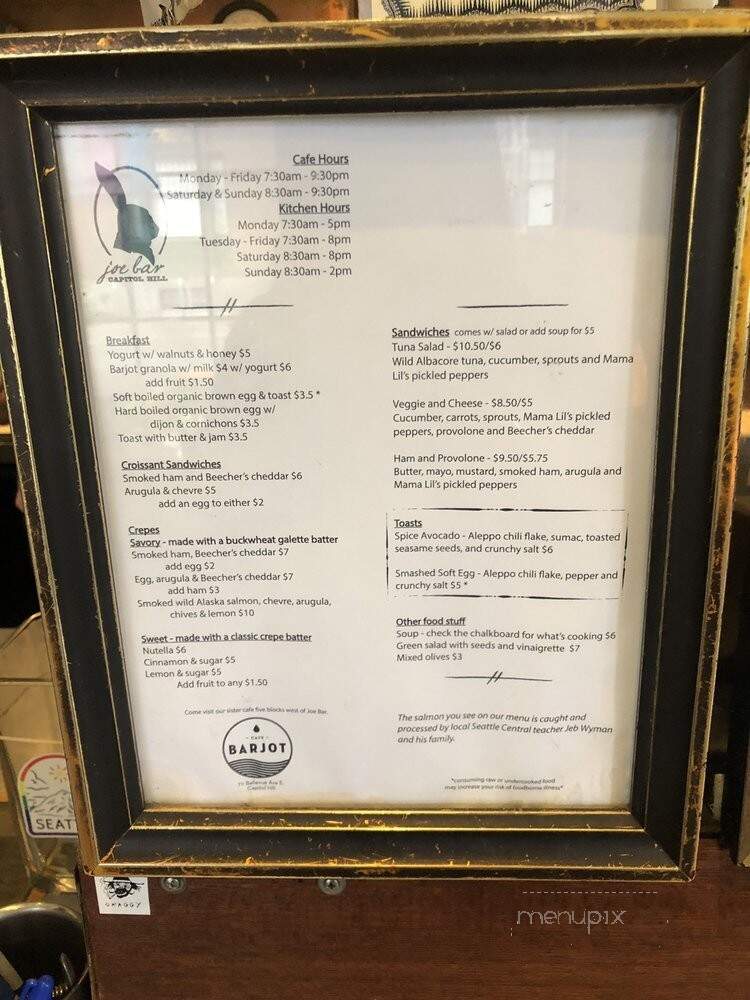 Cafe Hours
Monday - Friday 7:30am - 9:30pm
Saturday & Sunday 8:30am - 9:30pm
Kitchen Hours
Monday 7:30am - 5pm
Tuesday - Friday 7:30am - 8pm
Saturday 8:30am - 8pm
Sunday 8:30am - 2pm
joe bar
CAPITOL HILL
Breakfast
Yogurt w/ walnuts & honey $5
Barjot granola w/ milk $4 w/ yogurt $6
add fruit $1.50
Soft boiled organic brown egg & toast $3.5 *
Hard boiled organic brown egg w/
dijon & cornichons $3.5
Toast with butter & jam $3.5
Croissant Sandwiches
Smoked ham and Beecher's cheddar $6
Arugula & chevre $5
add an egg to either $2
Crepes
Savory - made with a buckwheat galette batter
Smoked ham, Beecher's cheddar $7
add egg $2
Egg, arugula & Beecher's cheddar $7
add ham $3
Smoked wild Alaska salmon, chevre, arugula,
chives & lemon $10
Sweet - made with a classic crepe batter
Nutella $6
Cinnamon & sugar $5
Lemon & sugar $5
Add fruit to any $1.50
Come visit our sister cafe five blocks west of Joe Bar.
CAFE
BARJOT
711 Bellevue Ave E.
Capitol Hill
Sandwiches comes w/ salad or add soup for $5
Tuna Salad - $10.50/$6
Wild Albacore tuna, cucumber, sprouts and Mama
Lil's pickled peppers
Veggie and Cheese - $8.50/$5
Cucumber, carrots, sprouts, Mama Lil's pickled
peppers, provolone and Beecher's cheddar
Ham and Provolone - $9.50/$5.75
Butter, mayo, mustard, smoked ham, arugula and
Mama Lil's pickled peppers
Toasts
Spice Avocado - Aleppo chili flake, sumac, toasted
seasame seeds, and crunchy salt $6
Smashed Soft Egg - Aleppo chili flake, pepper and
crunchy salt $5 *
Other food stuff
Soup - check the chalkboard for what's cooking $6
Green salad with seeds and vinaigrette $7
Mixed olives $3
The salmon you see on our menu is caught and
processed by local Seattle Central teacher Jeb Wyman
and his family.
*consuming raw or undercooked food
may increase your risk of foodborne illness*
SEAT
SHAGGY
menupix